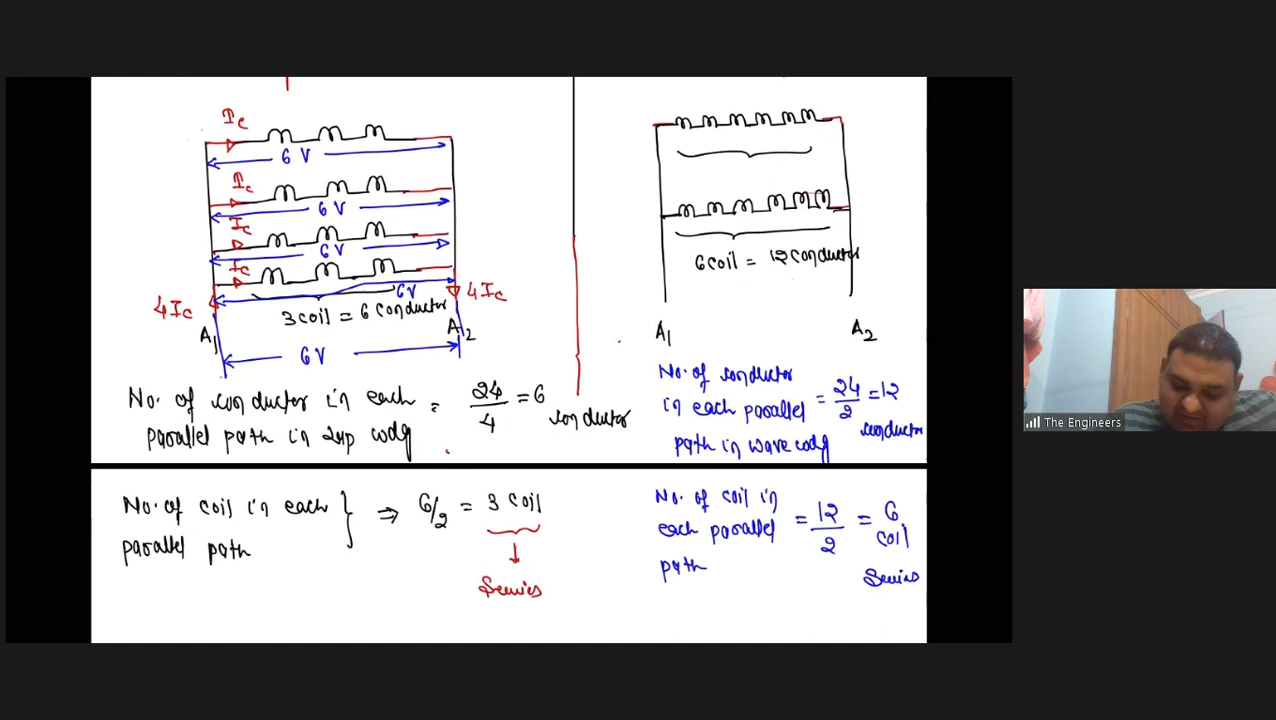 Ic
6 V
Ic
6 V
Ic
6 V
Ic
6V
4Ic
4Ic
3 coil = 6 conductor
A1
A2
6 V
No. of conductor in each
parallel path in
= 24/4 = 6
conductor
6 coil = 12 conductor
A1
A2
No. of conductor
in each parallel = 24/2 = 12
path in wave wdg conductor
No. of coil in each
parallel path
} ⇒ 6/2 = 3 coil
Series
No. of coil in
each parallel = 12/2 = 6
path coil
Series
The Engineers